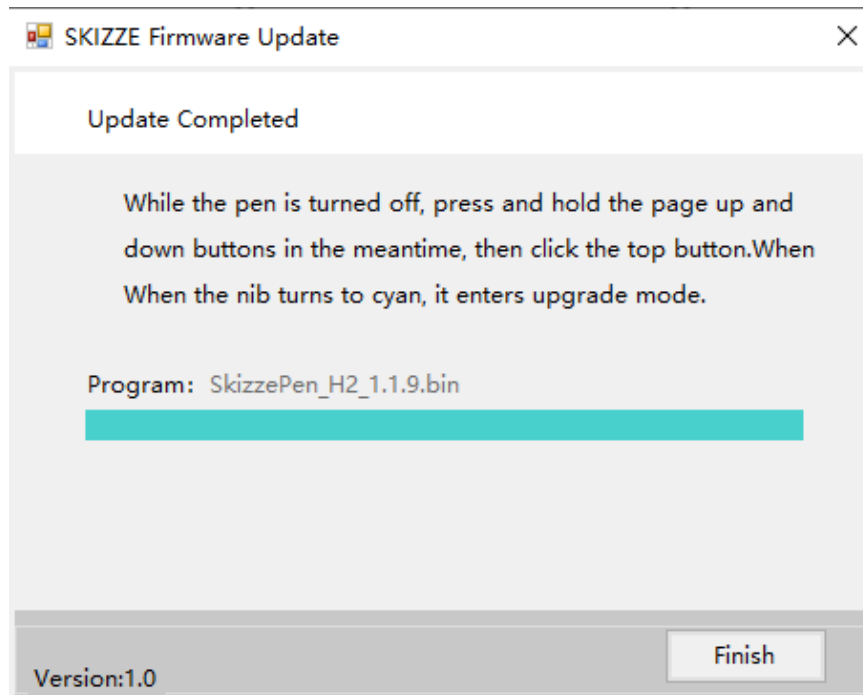 SKIZZE Firmware Update
Update Completed
While the pen is turned off, press and hold the page up and
down buttons in the meantime, then click the top button.When
When the nib turns to cyan, it enters upgrade mode.
Program: SkizzePen_H2_1.1.9.bin
Finish
Version:1.0